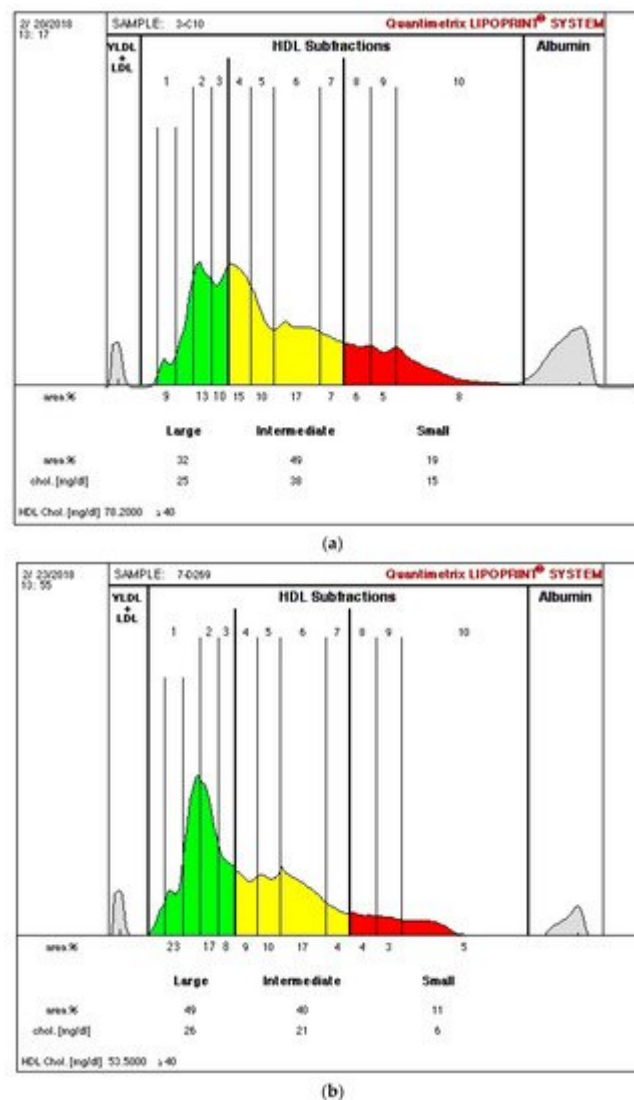 2/ 20/2018 SAMPLE: 3-C10 Quantimetrix LIPOPRINT® SYSTEM
13: 17
VLDL + LDL HDL Subfractions Albumin
1 2 3 4 5 6 7 8 9 10
area.% 9 13 10 15 10 17 7 6 5 8
Large Intermediate Small
area.% 32 49 19
chol. [mg/dl] 25 38 15
HDL Chol. [mg/dl] 78.2000 ≥40
(a)
2/ 23/2018 SAMPLE: 7-D269 Quantimetrix LIPOPRINT® SYSTEM
13: 55
VLDL + LDL HDL Subfractions Albumin
1 2 3 4 5 6 7 8 9 10
area.% 23 17 8 9 10 17 4 4 3 5
Large Intermediate Small
area.% 49 40 11
chol. [mg/dl] 26 21 6
HDL Chol. [mg/dl] 53.5000 ≥40
(b)